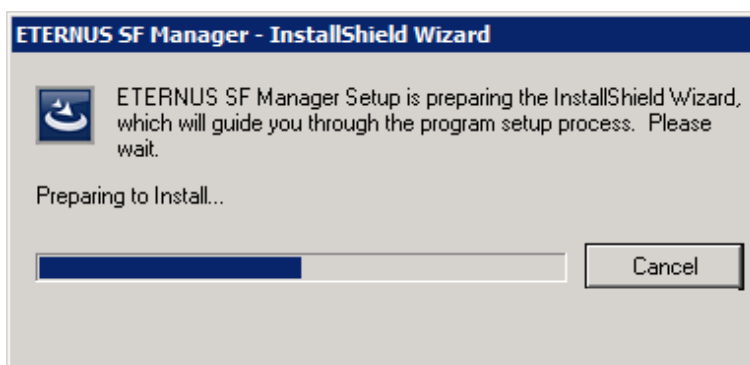 ETERNUS SF Manager - InstallShield Wizard
ETERNUS SF Manager Setup is preparing the InstallShield Wizard,
which will guide you through the program setup process.  Please
wait.
Preparing to Install...
Cancel